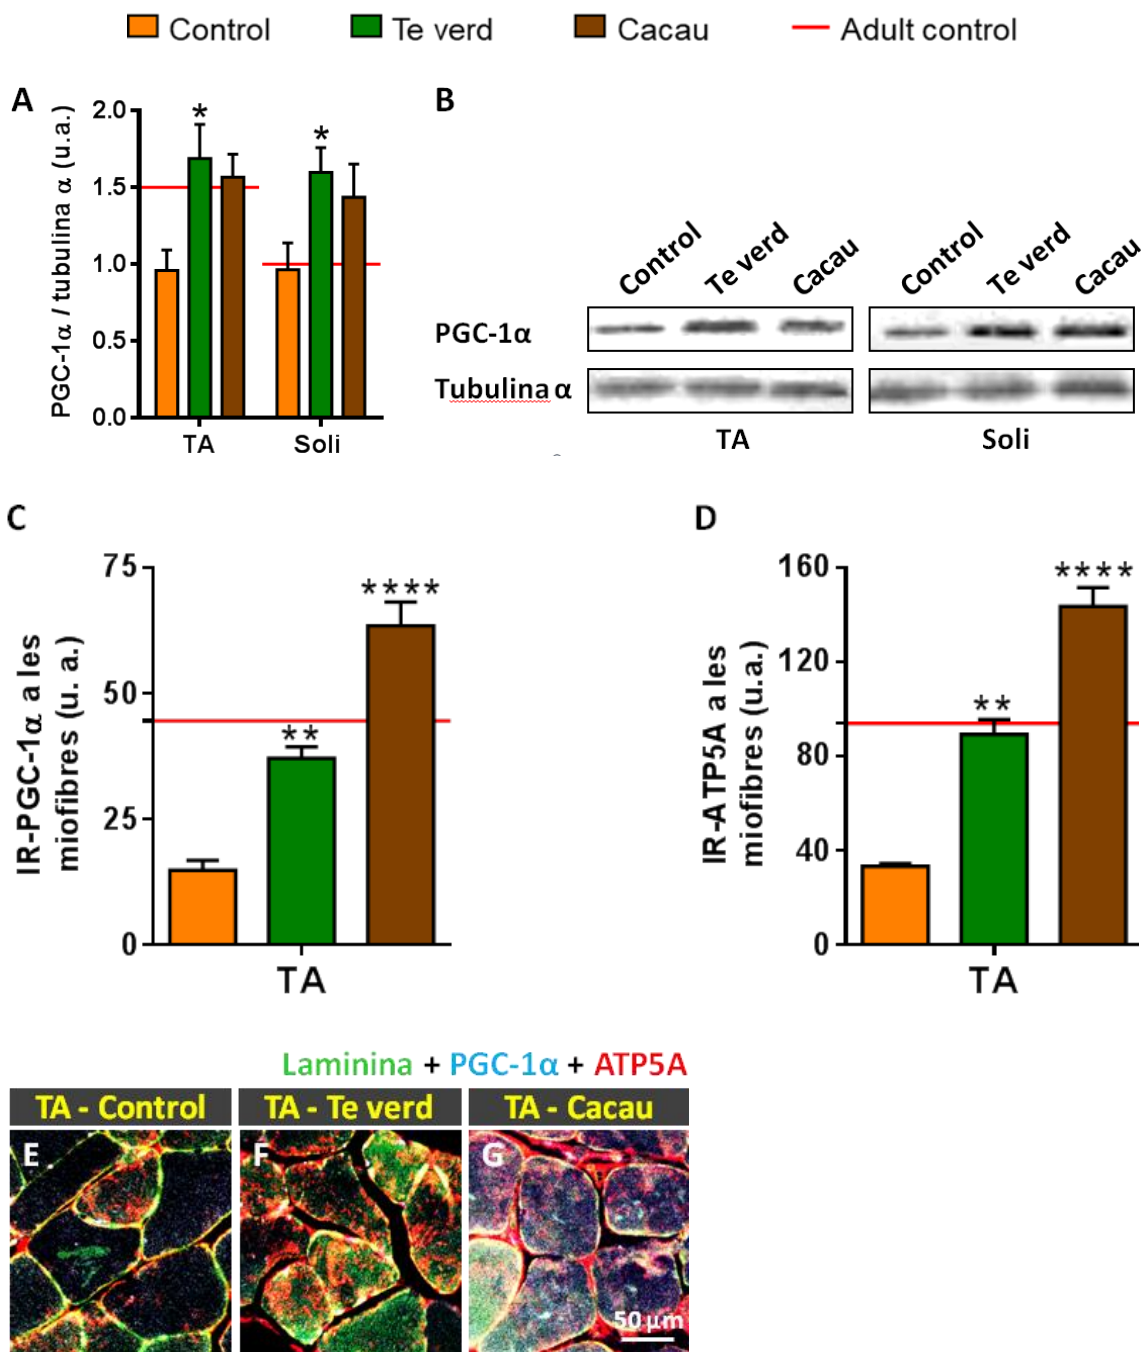 Control Te verd Cacau Adult control
A
PGC-1α / tubulina α (u.a.)
2.0
1.5
1.0
0.5
0.0
*
*
TA Soli
B
Control Te verd Cacau Control Te verd Cacau
PGC-1α
Tubulina α
TA Soli
C
IR-PGC-1α a les
miofibres (u. a.)
75
50
25
0
**
****
TA
D
IR-ATP5A a les
miofibres (u.a.)
160
120
80
40
0
**
****
TA
Laminina + PGC-1α + ATP5A
TA - Control TA - Te verd TA - Cacau
E F G
50 µm